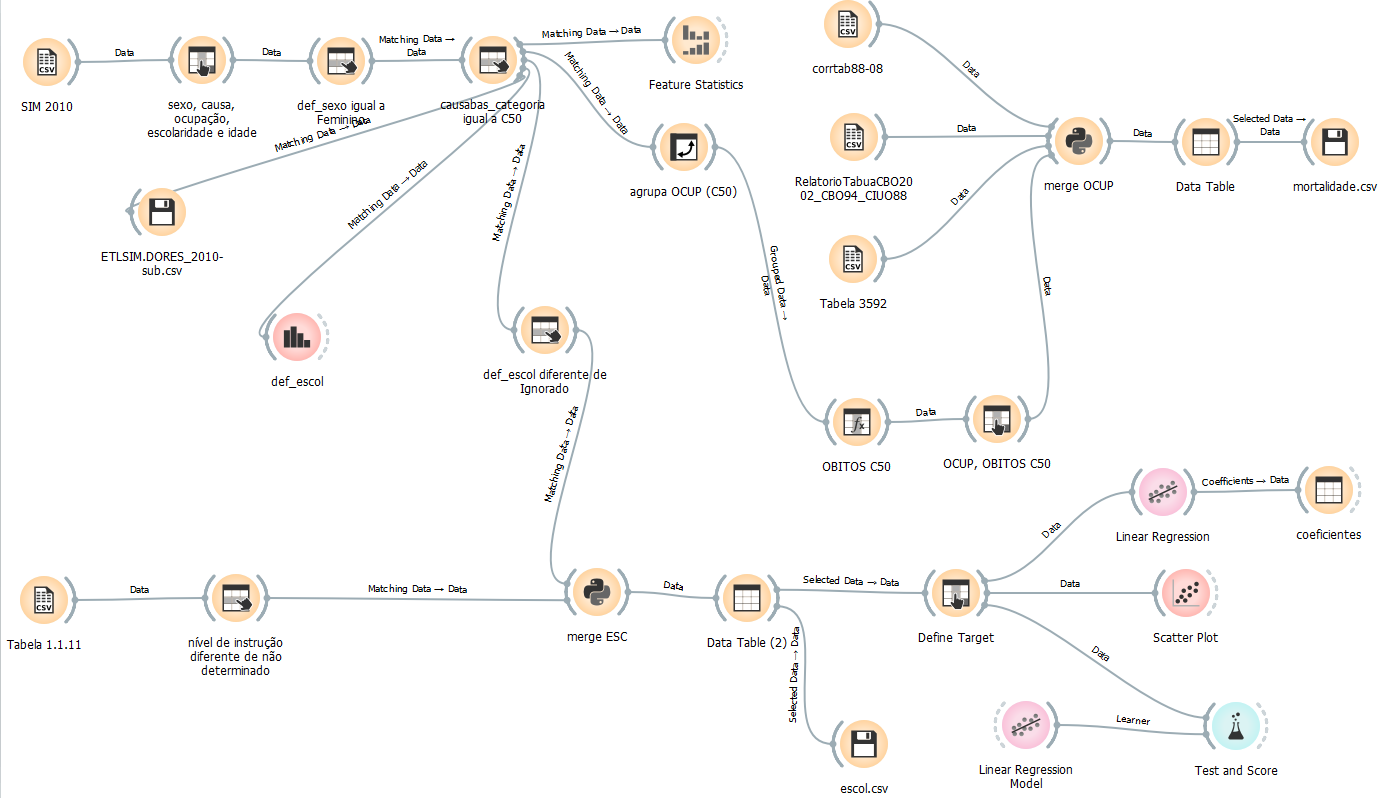 SIM 2010
Data
sexo, causa,
ocupação,
escolaridade e idade
Data
def_sexo igual a
Feminino
Matching Data →
Data
causabas_categoria
igual a C50
Matching Data → Data
Feature Statistics
Matching Data → Data
agrupa OCUP (C50)
Matching Data → Data
ETLSIM.DORES_2010-
sub.csv
Matching Data → Data
def_escol
Matching Data → Data
def_escol diferente de
Ignorado
Matching Data → Data
Grouped Data →
Data
OBITOS C50
Data
OCUP, OBITOS C50
Data
corrtab88-08
Data
RelatorioTabuaCBO20
02_CBO94_CIUO88
Data
Tabela 3592
Data
merge OCUP
Data
Data Table
Selected Data →
Data
mortalidade.csv
Tabela 1.1.11
Data
nível de instrução
diferente de não
determinado
Matching Data → Data
merge ESC
Data
Data Table (2)
Selected Data → Data
Define Target
Selected Data → Data
escol.csv
Data
Linear Regression
Coefficients → Data
coeficientes
Data
Scatter Plot
Data
Linear Regression
Model
Learner
Test and Score